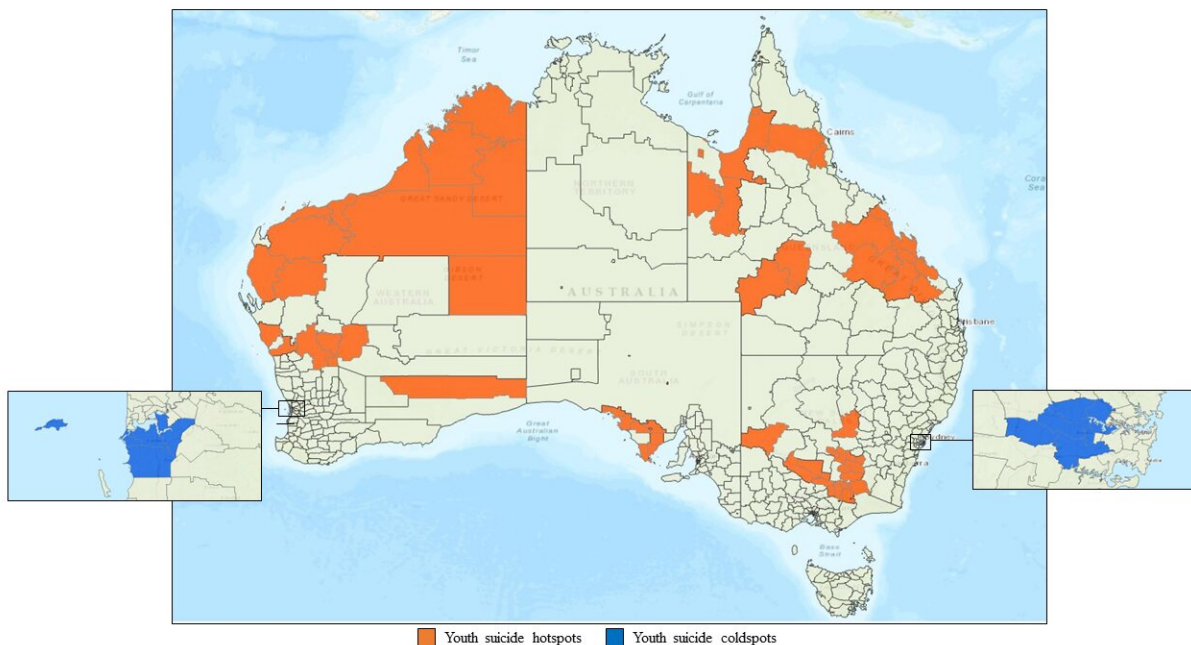 Timor
Sea
Gulf of
Carpentaria
Cairns
Coral
Sea
NORTHERN
TERRITORY
GREAT SANDY DESERT
QUEENSLAND
GIBSON
DESERT
WESTERN
AUSTRALIA
AUSTRALIA
SIMPSON
DESERT
GREAT VICTORIA DESERT
SOUTH
AUSTRALIA
Great
Australian
Bight
Bass
Strait
Youth suicide hotspots
Youth suicide coldspots